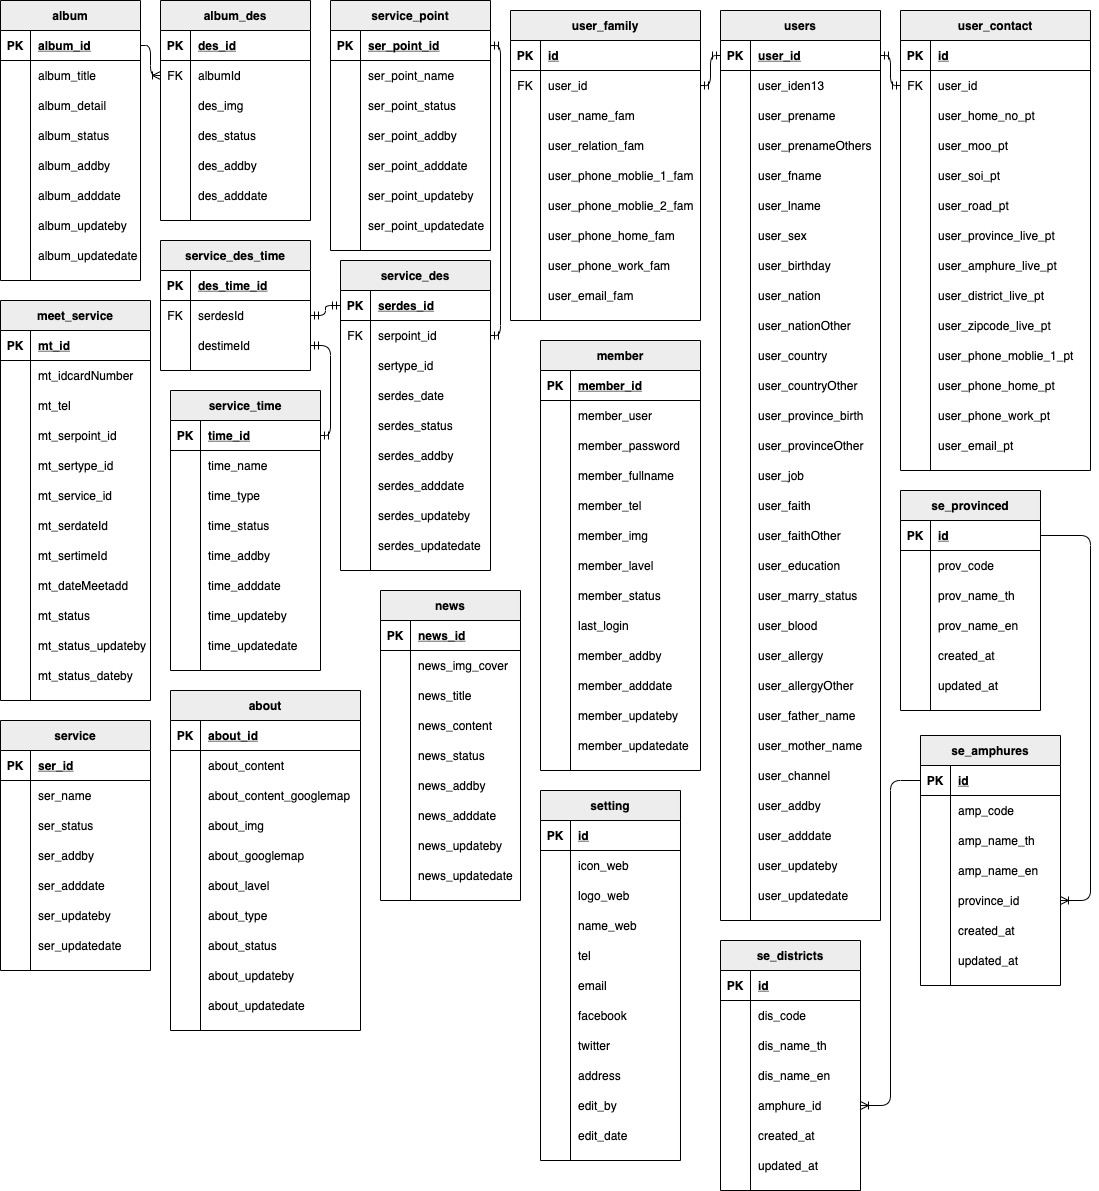 album
PK album_id
album_title
album_detail
album_status
album_addby
album_adddate
album_updateby
album_updatedate
album_des
PK des_id
FK albumId
des_img
des_status
des_addby
des_adddate
service_point
PK ser_point_id
ser_point_name
ser_point_status
ser_point_addby
ser_point_adddate
ser_point_updateby
ser_point_updatedate
user_family
PK id
FK user_id
user_name_fam
user_relation_fam
user_phone_moblie_1_fam
user_phone_moblie_2_fam
user_phone_home_fam
user_phone_work_fam
user_email_fam
users
PK user_id
user_iden13
user_prename
user_prenameOthers
user_fname
user_lname
user_sex
user_birthday
user_nation
user_nationOther
user_country
user_countryOther
user_province_birth
user_provinceOther
user_job
user_faith
user_faithOther
user_education
user_marry_status
user_blood
user_allergy
user_allergyOther
user_father_name
user_mother_name
user_channel
user_addby
user_adddate
user_updateby
user_updatedate
user_contact
PK id
FK user_id
user_home_no_pt
user_moo_pt
user_soi_pt
user_road_pt
user_province_live_pt
user_amphure_live_pt
user_district_live_pt
user_zipcode_live_pt
user_phone_moblie_1_pt
user_phone_home_pt
user_phone_work_pt
user_email_pt
service_des_time
PK des_time_id
FK serdesId
destimeId
service_des
PK serdes_id
FK serpoint_id
sertype_id
serdes_date
serdes_status
serdes_addby
serdes_adddate
serdes_updateby
serdes_updatedate
meet_service
PK mt_id
mt_idcardNumber
mt_tel
mt_serpoint_id
mt_sertype_id
mt_service_id
mt_serdateId
mt_sertimeId
mt_dateMeetadd
mt_status
mt_status_updateby
mt_status_dateby
service_time
PK time_id
time_name
time_type
time_status
time_addby
time_adddate
time_updateby
time_updatedate
member
PK member_id
member_user
member_password
member_fullname
member_tel
member_img
member_lavel
member_status
last_login
member_addby
member_adddate
member_updateby
member_updatedate
se_provinced
PK id
prov_code
prov_name_th
prov_name_en
created_at
updated_at
news
PK news_id
news_img_cover
news_title
news_content
news_status
news_addby
news_adddate
news_updateby
news_updatedate
about
PK about_id
about_content
about_content_googlemap
about_img
about_googlemap
about_lavel
about_type
about_status
about_updateby
about_updatedate
service
PK ser_id
ser_name
ser_status
ser_addby
ser_adddate
ser_updateby
ser_updatedate
se_amphures
PK id
amp_code
amp_name_th
amp_name_en
province_id
created_at
updated_at
setting
PK id
icon_web
logo_web
name_web
tel
email
facebook
twitter
address
edit_by
edit_date
se_districts
PK id
dis_code
dis_name_th
dis_name_en
amphure_id
created_at
updated_at